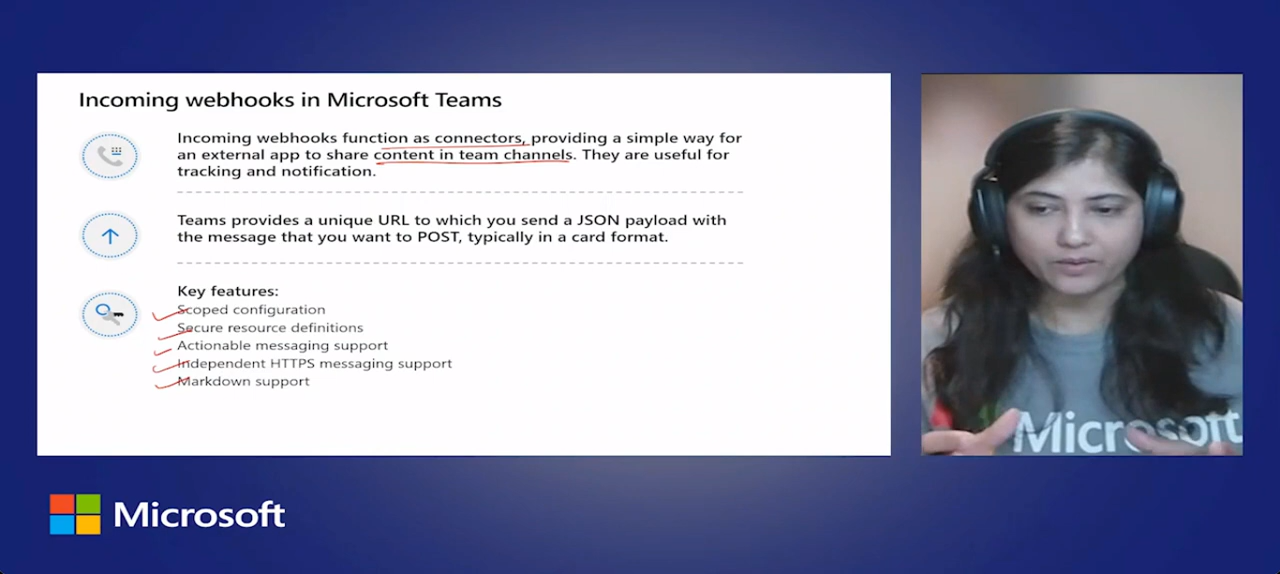 Incoming webhooks in Microsoft Teams
Incoming webhooks function as connectors, providing a simple way for
an external app to share content in team channels. They are useful for
tracking and notification.
Teams provides a unique URL to which you send a JSON payload with
the message that you want to POST, typically in a card format.
Key features:
Scoped configuration
Secure resource definitions
Actionable messaging support
Independent HTTPS messaging support
Markdown support
Microsoft
Microsoft